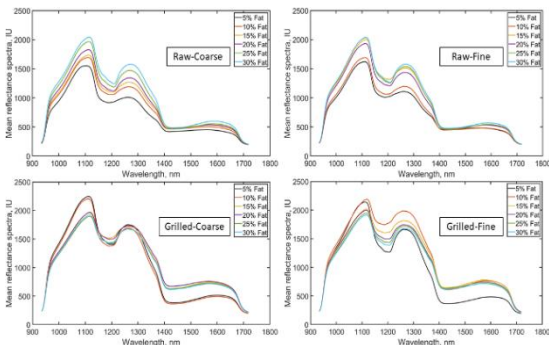 2500
2000
1500
1000
500
0
Mean reflectance spectra, IU
Raw-Coarse
5% Fat
10% Fat
15% Fat
20% Fat
25% Fat
30% Fat
900 1000 1100 1200 1300 1400 1500 1600 1700 1800
Wavelength, nm
2500
2000
1500
1000
500
0
Mean reflectance spectra, IU
Raw-Fine
5% Fat
10% Fat
15% Fat
20% Fat
25% Fat
30% Fat
900 1000 1100 1200 1300 1400 1500 1600 1700 1800
Wavelength, nm
2500
2000
1500
1000
500
0
Mean reflectance spectra, IU
Grilled-Coarse
5% Fat
10% Fat
15% Fat
20% Fat
25% Fat
30% Fat
900 1000 1100 1200 1300 1400 1500 1600 1700 1800
Wavelength, nm
2500
2000
1500
1000
500
0
Mean reflectance spectra, IU
Grilled-Fine
5% Fat
10% Fat
15% Fat
20% Fat
25% Fat
30% Fat
900 1000 1100 1200 1300 1400 1500 1600 1700 1800
Wavelength, nm